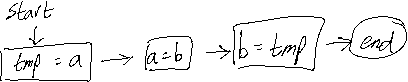 start
tmp = a
a = b
b = tmp
end